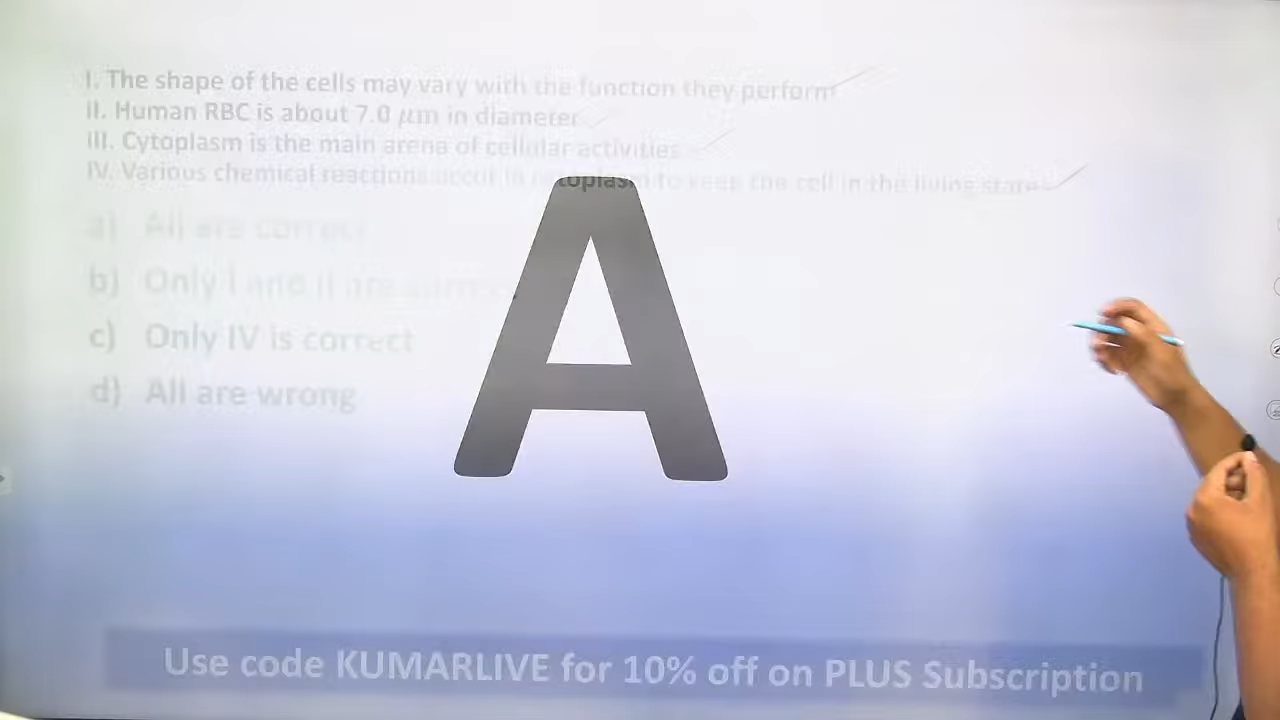 I. The shape of the cells may vary with the function they perform
II. Human RBC is about 7.0 μm in diameter
III. Cytoplasm is the main arena of cellular activities
IV. Various chemical reactions occur in cytoplasm to keep the cell in the living state
a) All are correct
b) Only I and II are correct
c) Only IV is correct
d) All are wrong
A
Use code KUMARLIVE for 10% off on PLUS Subscription